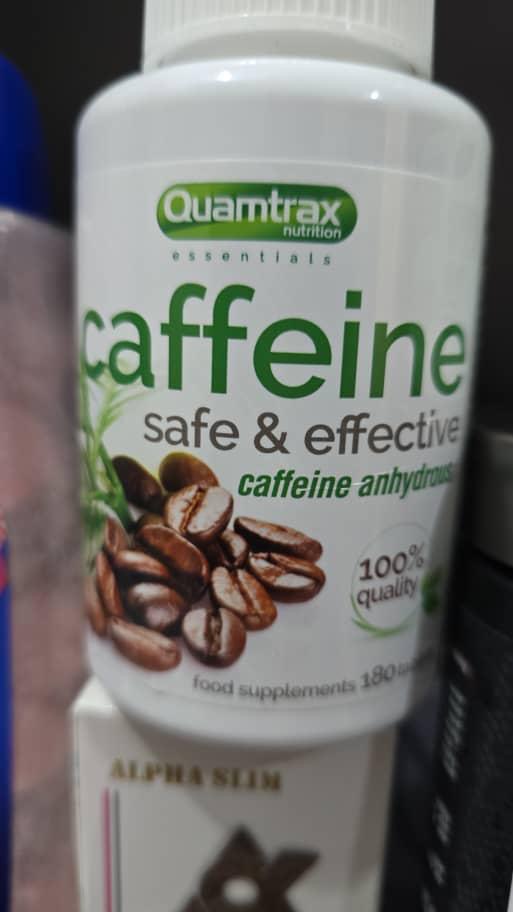 Quamtrax
nutrition
essentials
caffeine
safe & effective
caffeine anhydrous
100%
quality
food supplements 180
ALPHA SLIM